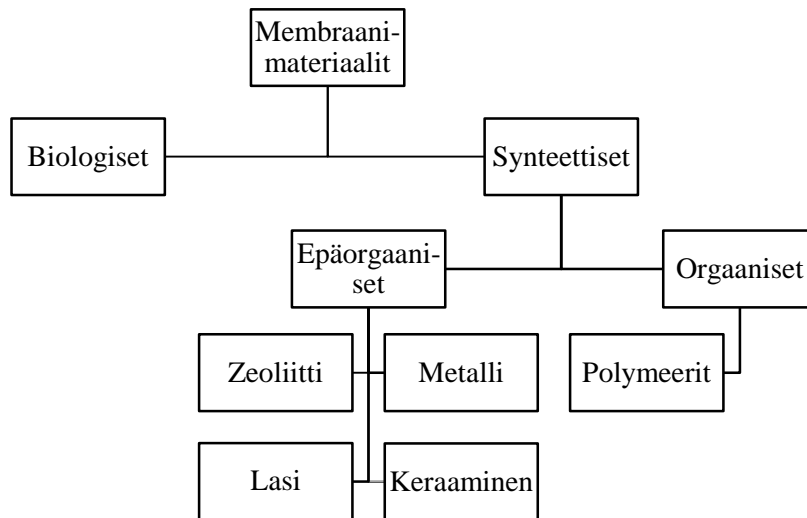 Membraani-
materiaalit
Biologiset
Synteettiset
Epäorgaani-
set
Orgaaniset
Zeoliitti
Metalli
Polymeerit
Lasi
Keraaminen